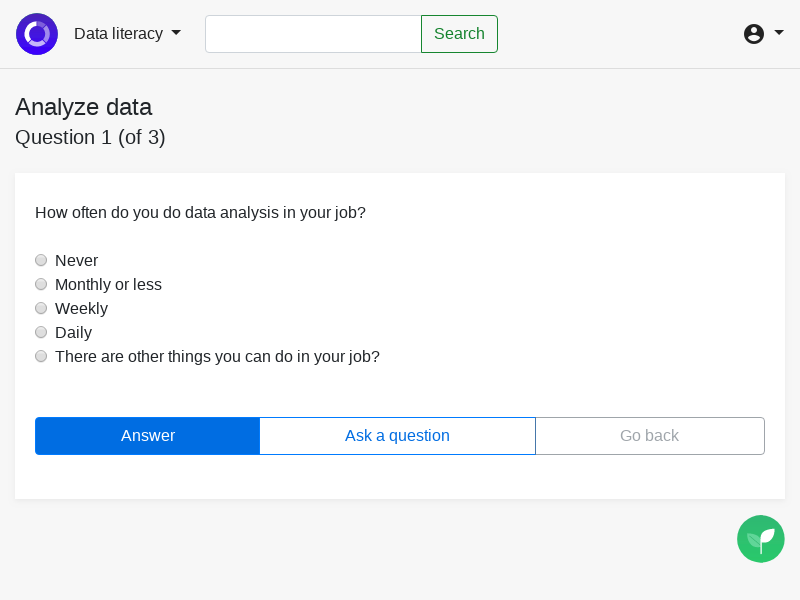 Data literacy
Search
Analyze data
Question 1 (of 3)
How often do you do data analysis in your job?
Never
Monthly or less
Weekly
Daily
There are other things you can do in your job?
Answer
Ask a question
Go back